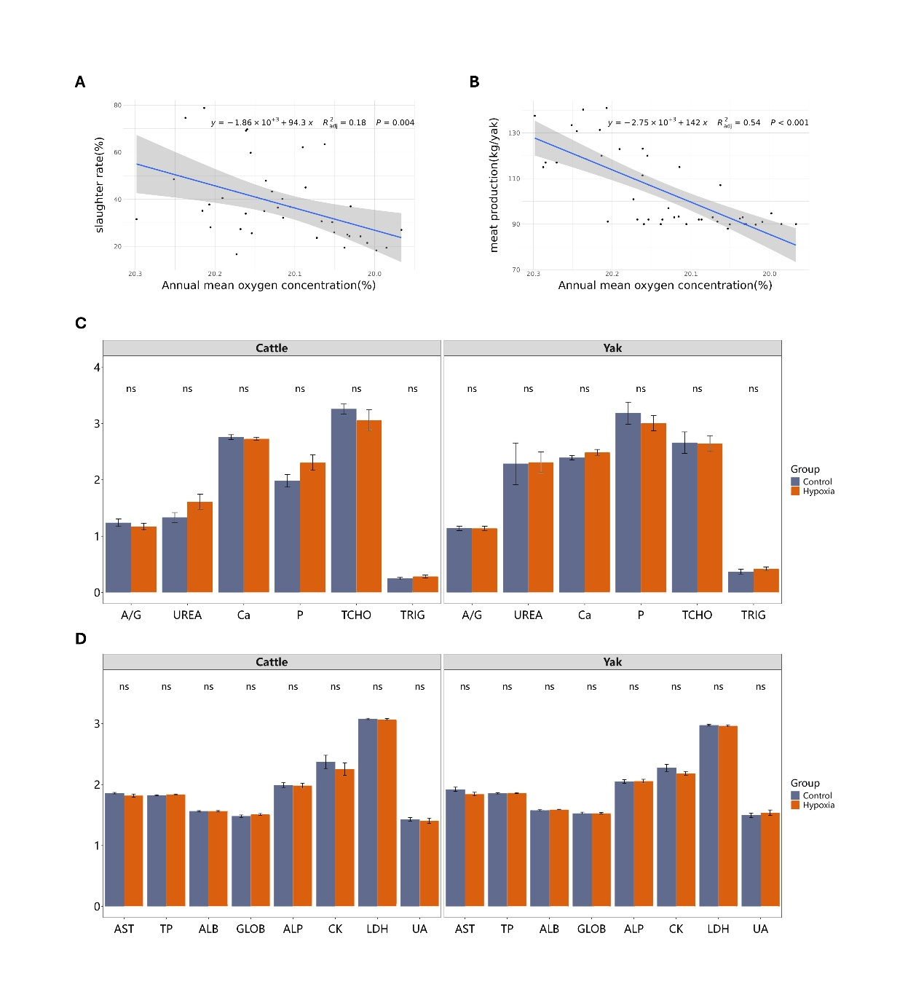 A
B
80
60
40
20
slaughter rate(%)
y = −1.86 × 10⁺³ + 94.3 x R²adj = 0.18 P = 0.004
20.3 20.2 20.1 20.0
Annual mean oxygen concentration(%)
130
110
90
70
meat production(kg/yak)
y = −2.75 × 10⁺³ + 142 x R²adj = 0.54 P < 0.001
20.3 20.2 20.1 20.0
Annual mean oxygen concentration(%)
C
Cattle Yak
4
3
2
1
0
ns ns ns ns ns ns ns ns ns ns ns ns
A/G UREA Ca P TCHO TRIG A/G UREA Ca P TCHO TRIG
Group
Control
Hypoxia
D
Cattle Yak
3
2
1
0
ns ns ns ns ns ns ns ns ns ns ns ns ns ns ns ns
AST TP ALB GLOB ALP CK LDH UA AST TP ALB GLOB ALP CK LDH UA
Group
Control
Hypoxia